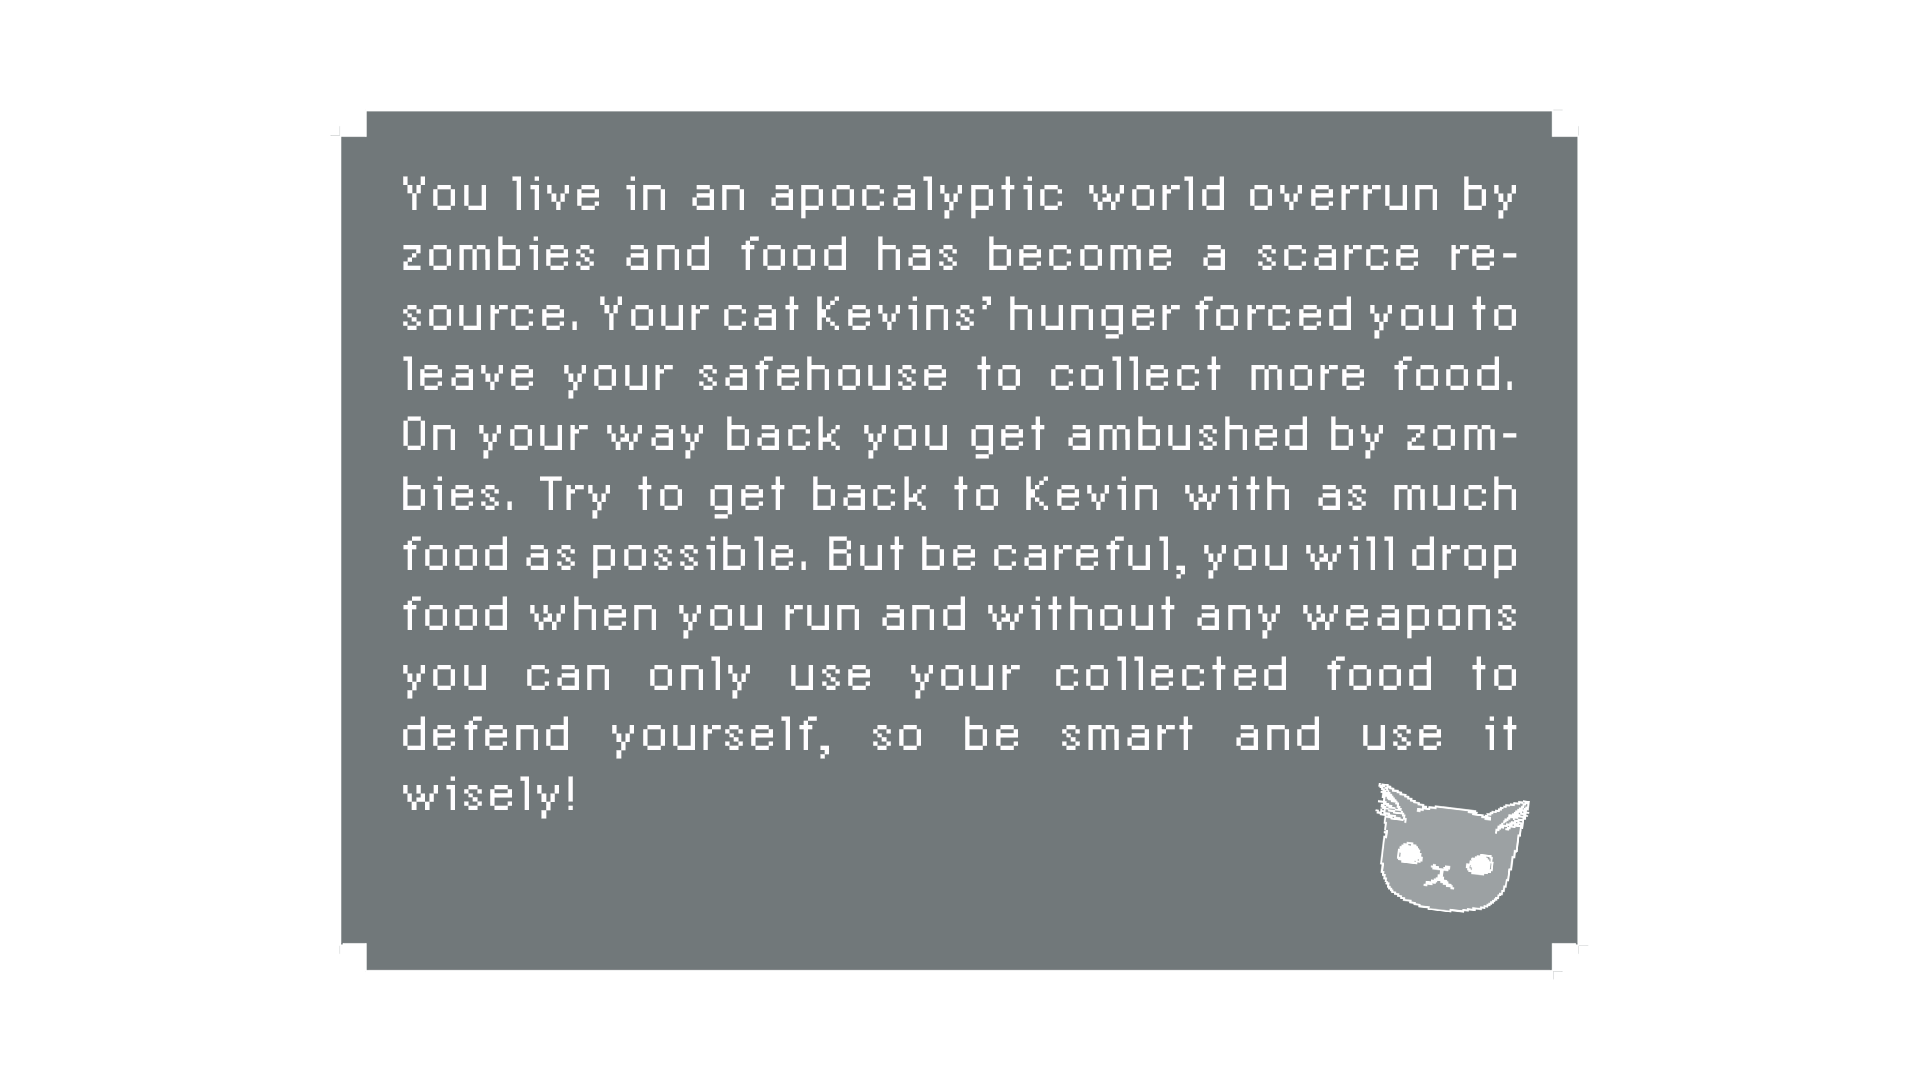 You live in an apocalyptic world overrun by
zombies and food has become a scarce re-
source. Your cat Kevins’ hunger forced you to
leave your safehouse to collect more food.
On your way back you get ambushed by zom-
bies. Try to get back to Kevin with as much
food as possible. But be careful, you will drop
food when you run and without any weapons
you can only use your collected food to
defend yourself, so be smart and use it
wisely!